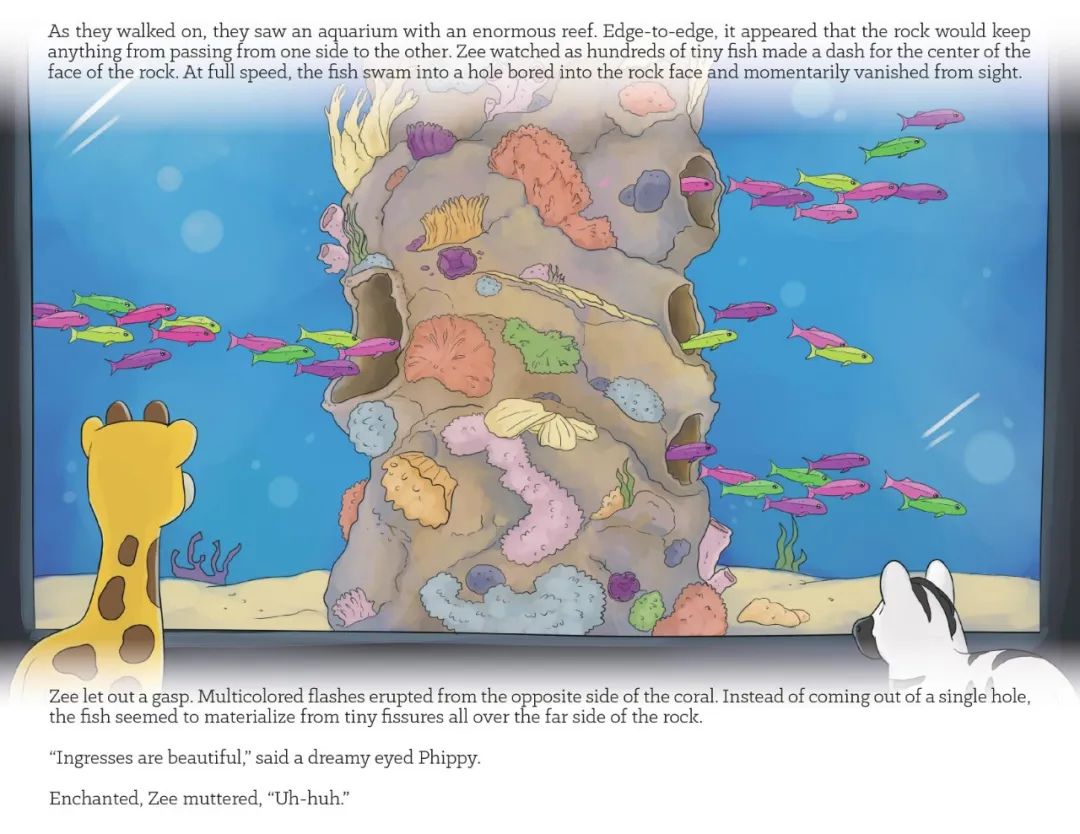 As they walked on, they saw an aquarium with an enormous reef. Edge-to-edge, it appeared that the rock would keep
anything from passing from one side to the other. Zee watched as hundreds of tiny fish made a dash for the center of the
face of the rock. At full speed, the fish swam into a hole bored into the rock face and momentarily vanished from sight.
Zee let out a gasp. Multicolored flashes erupted from the opposite side of the coral. Instead of coming out of a single hole,
the fish seemed to materialize from tiny fissures all over the far side of the rock.
“Ingresses are beautiful,” said a dreamy eyed Phippy.
Enchanted, Zee muttered, “Uh-huh.”